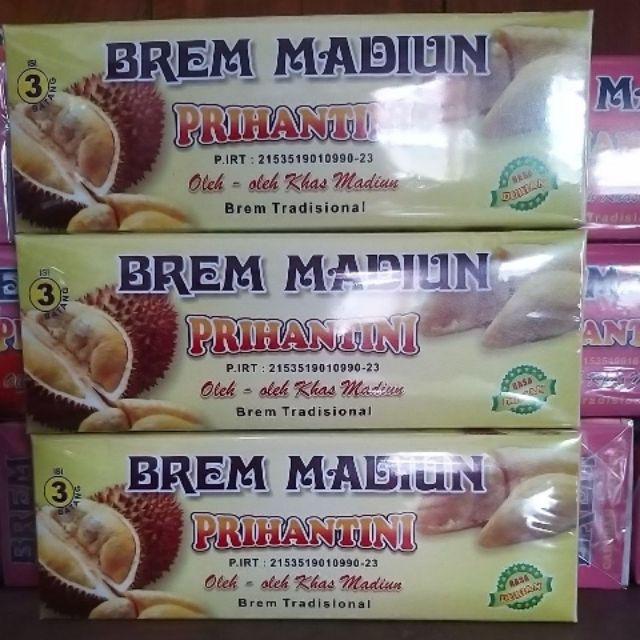 ISI
3
BATANG
BREM MADIUN
PRIHANTINI
P.IRT : 2153519010990-23
Oleh - oleh Khas Madiun
Brem Tradisional
RASA
DURIAN
ISI
3
BATANG
BREM MADIUN
PRIHANTINI
P.IRT : 2153519010990-23
Oleh - oleh Khas Madiun
Brem Tradisional
RASA
DURIAN
ISI
3
BATANG
BREM MADIUN
PRIHANTINI
P.IRT : 2153519010990-23
Oleh - oleh Khas Madiun
Brem Tradisional
RASA
DURIAN
BREM